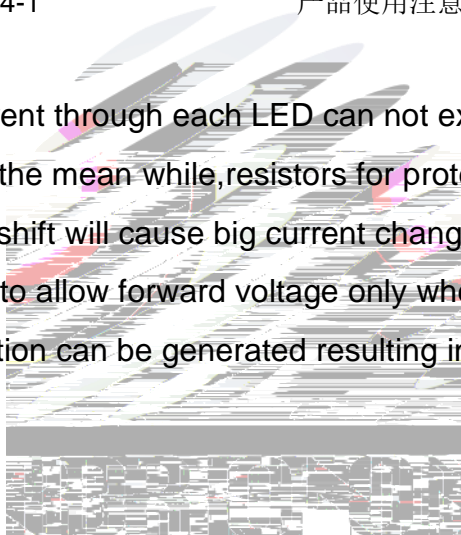 4-1 产品使用注意
ent through each LED can not ex
the mean while,resistors for prote
shift will cause big current chang
to allow forward voltage only whe
tion can be generated resulting in